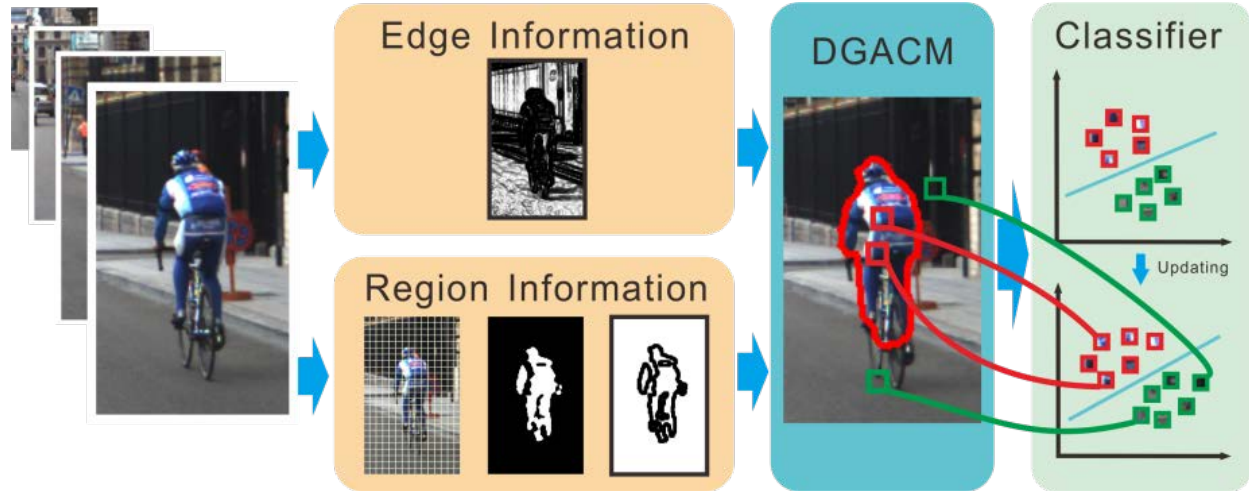 Edge Information
Region Information
DGACM
Classifier
Updating